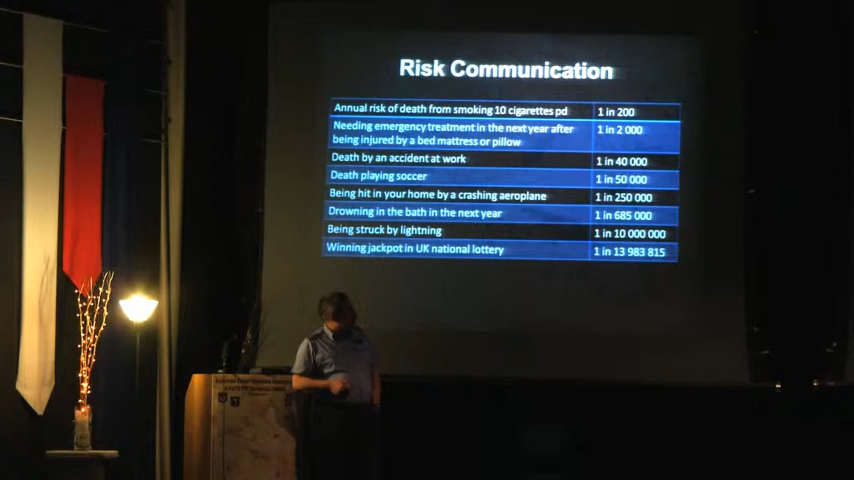 Risk Communication
Annual risk of death from smoking 10 cigarettes pd 1 in 200
Needing emergency treatment in the next year after 1 in 2 000
being injured by a bed mattress or pillow
Death by an accident at work 1 in 40 000
Death playing soccer 1 in 50 000
Being hit in your home by a crashing aeroplane 1 in 250 000
Drowning in the bath in the next year 1 in 685 000
Being struck by lightning 1 in 10 000 000
Winning jackpot in UK national lottery 1 in 13 983 815